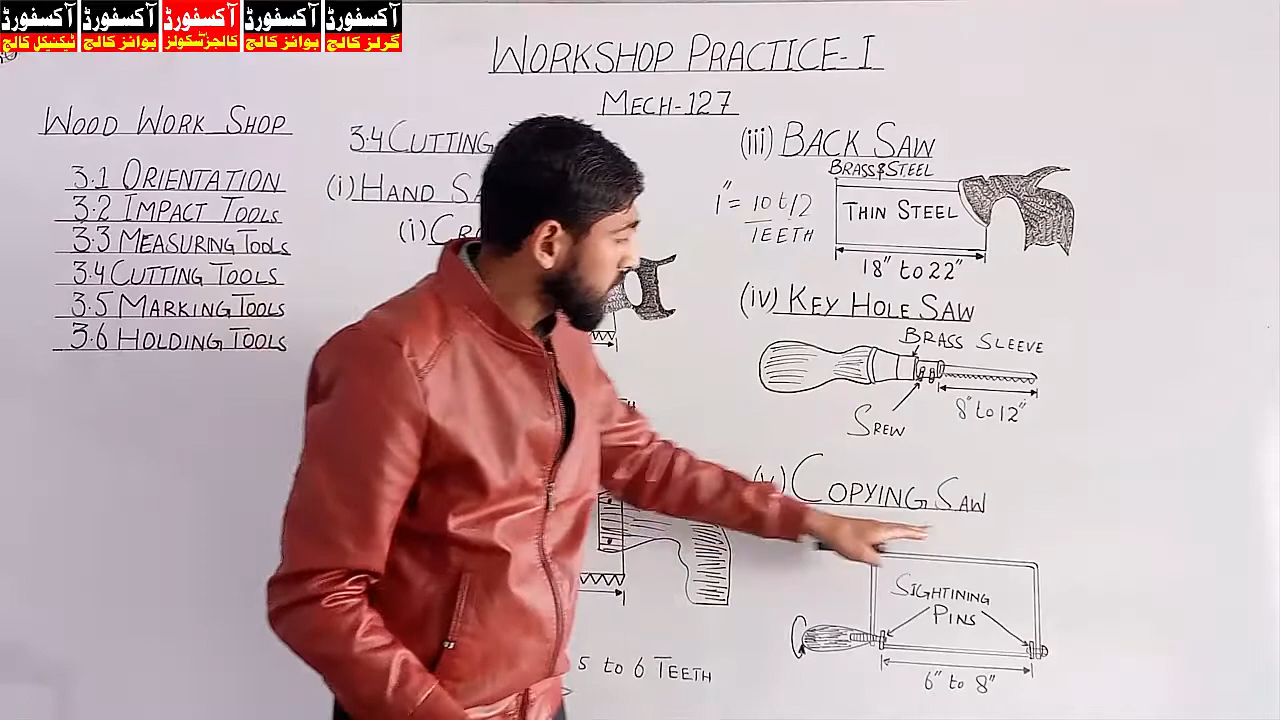 آکسفورڈ ٹیکنیکل کالج
آکسفورڈ بوائز کالج
آکسفورڈ کالجز سکولز
آکسفورڈ بوائز کالج
آکسفورڈ گرلز کالج
WORKSHOP PRACTICE-I
MECH-127
WOOD WORK SHOP
3.1 ORIENTATION
3.2 IMPACT TOOLS
3.3 MEASURING TOOLS
3.4 CUTTING TOOLS
3.5 MARKING TOOLS
3.6 HOLDING TOOLS
3.4 CUTTING
(i) HAND
(i)
5 to 6 TEETH
(iii) BACK SAW
BRASS & STEEL
1" = 10 t 12
TEETH
THIN STEEL
18" to 22"
(iv) KEY HOLE SAW
BRASS SLEEVE
SREW
8" to 12"
(v) COPYING SAW
SIGHTINING
PINS
6" to 8"